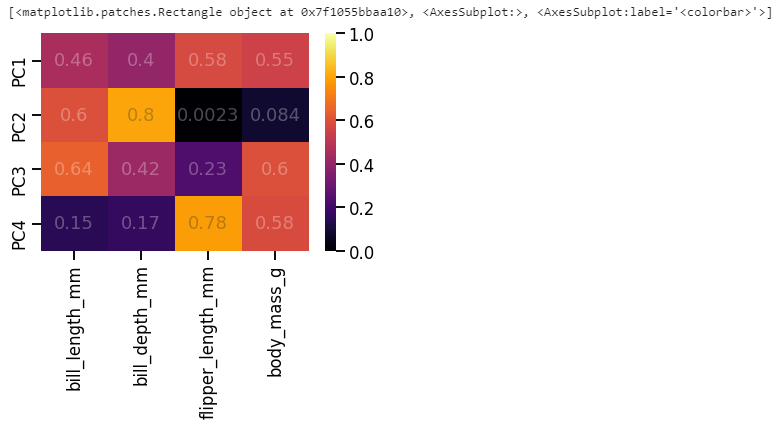 [<matplotlib.patches.Rectangle object at 0x7f1055bbaa10>, <AxesSubplot:>, <AxesSubplot:label='<colorbar>'>]
PC1 0.46 0.4 0.58 0.55
PC2 0.6 0.8 0.0023 0.084
PC3 0.64 0.42 0.23 0.6
PC4 0.15 0.17 0.78 0.58
bill_length_mm
bill_depth_mm
flipper_length_mm
body_mass_g
1.0
0.8
0.6
0.4
0.2
0.0